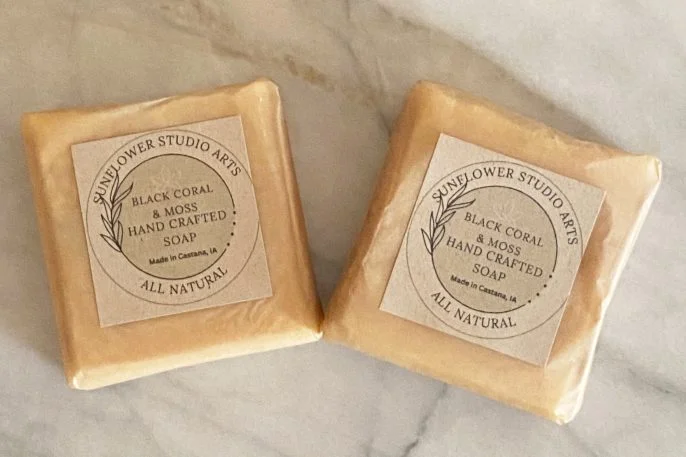 SUNFLOWER STUDIO ARTS
BLACK CORAL
& MOSS
HAND CRAFTED
SOAP
Made in Castana, IA
ALL NATURAL
SUNFLOWER STUDIO ARTS
BLACK CORAL
& MOSS
HAND CRAFTED
SOAP
Made in Castana, IA
ALL NATURAL